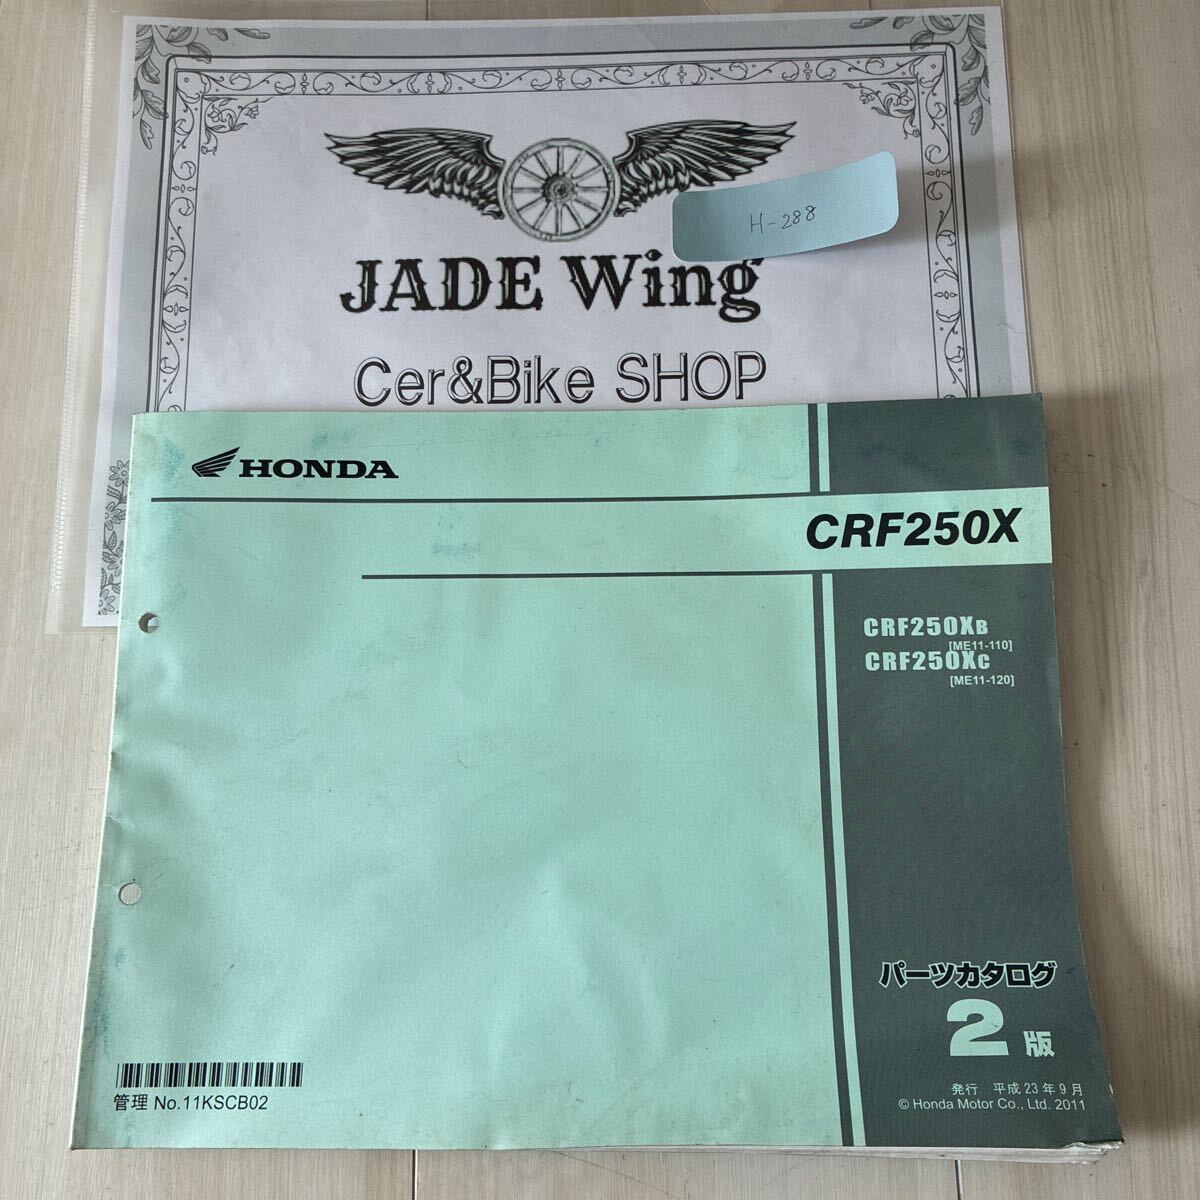 H-288
JADE Wing
Cer&Bike SHOP
HONDA
CRF250X
CRF250XB
[ME11-110]
CRF250XC
[ME11-120]
パーツカタログ
2版
発行 平成23年9月
© Honda Motor Co., Ltd. 2011
管理 No.11KSCB02